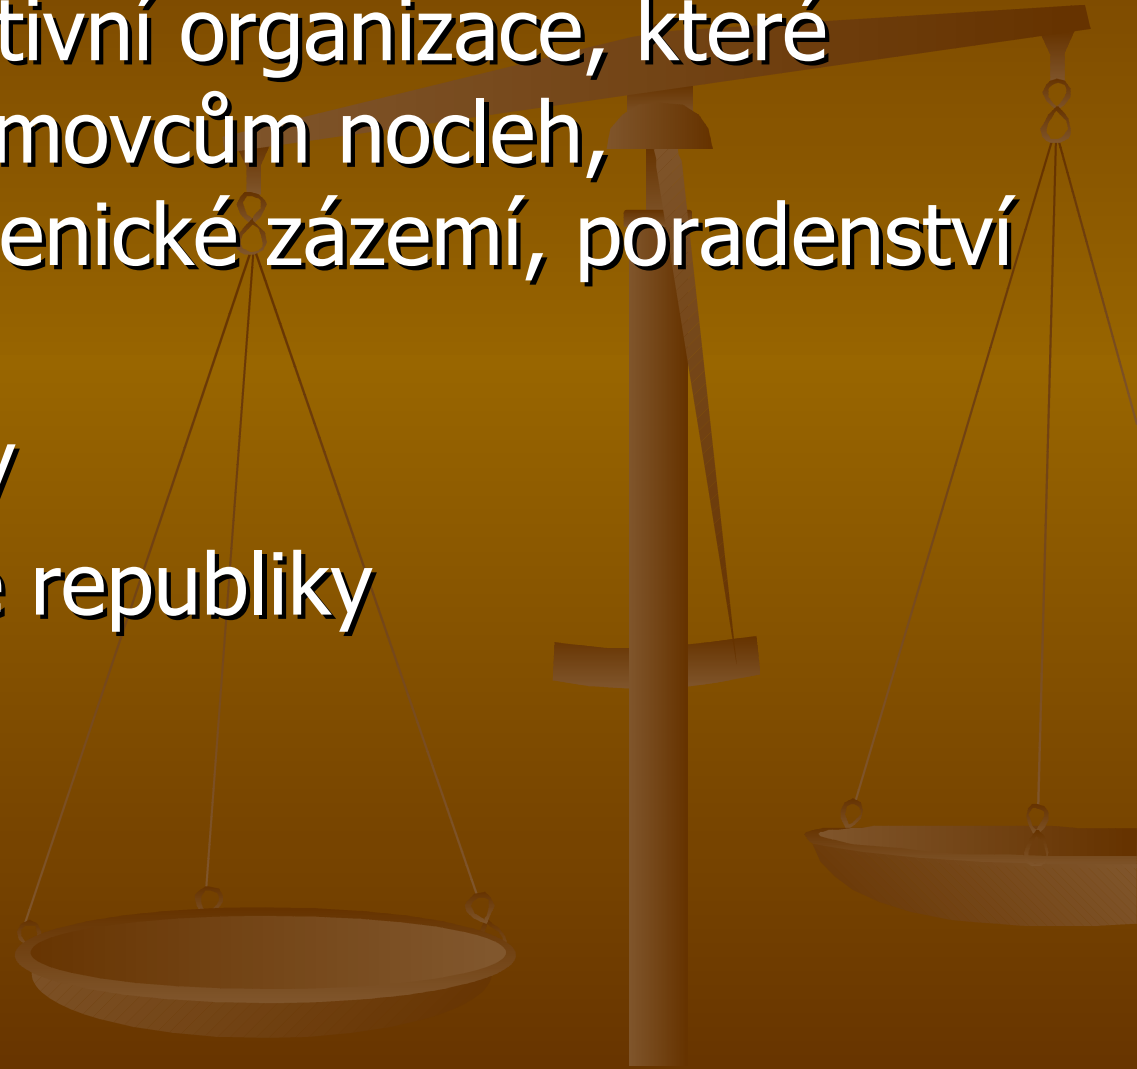 tivní organizace, které
movcům nocleh,
enické zázemí, poradenství
y
republiky